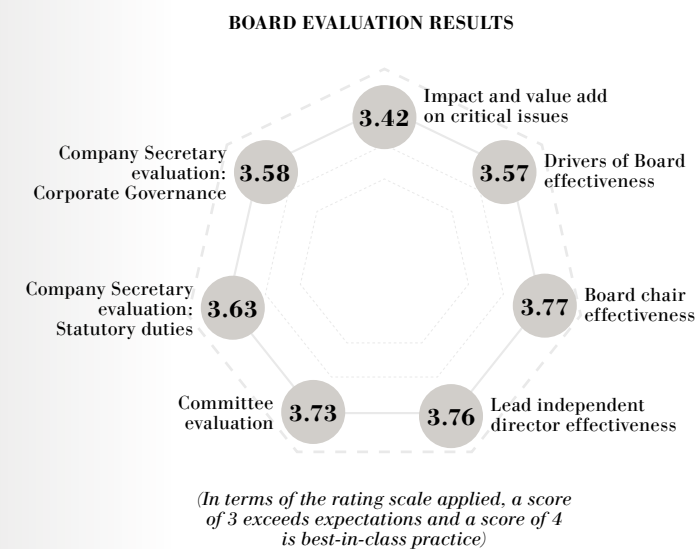 BOARD EVALUATION RESULTS
3.42
Impact and value add
on critical issues
3.57
Drivers of Board
effectiveness
3.77
Board chair
effectiveness
3.76
Lead independent
director effectiveness
Committee
evaluation
3.73
Company Secretary
evaluation:
Statutory duties
3.63
Company Secretary
evaluation:
Corporate Governance
3.58
(In terms of the rating scale applied, a score
of 3 exceeds expectations and a score of 4
is best-in-class practice)